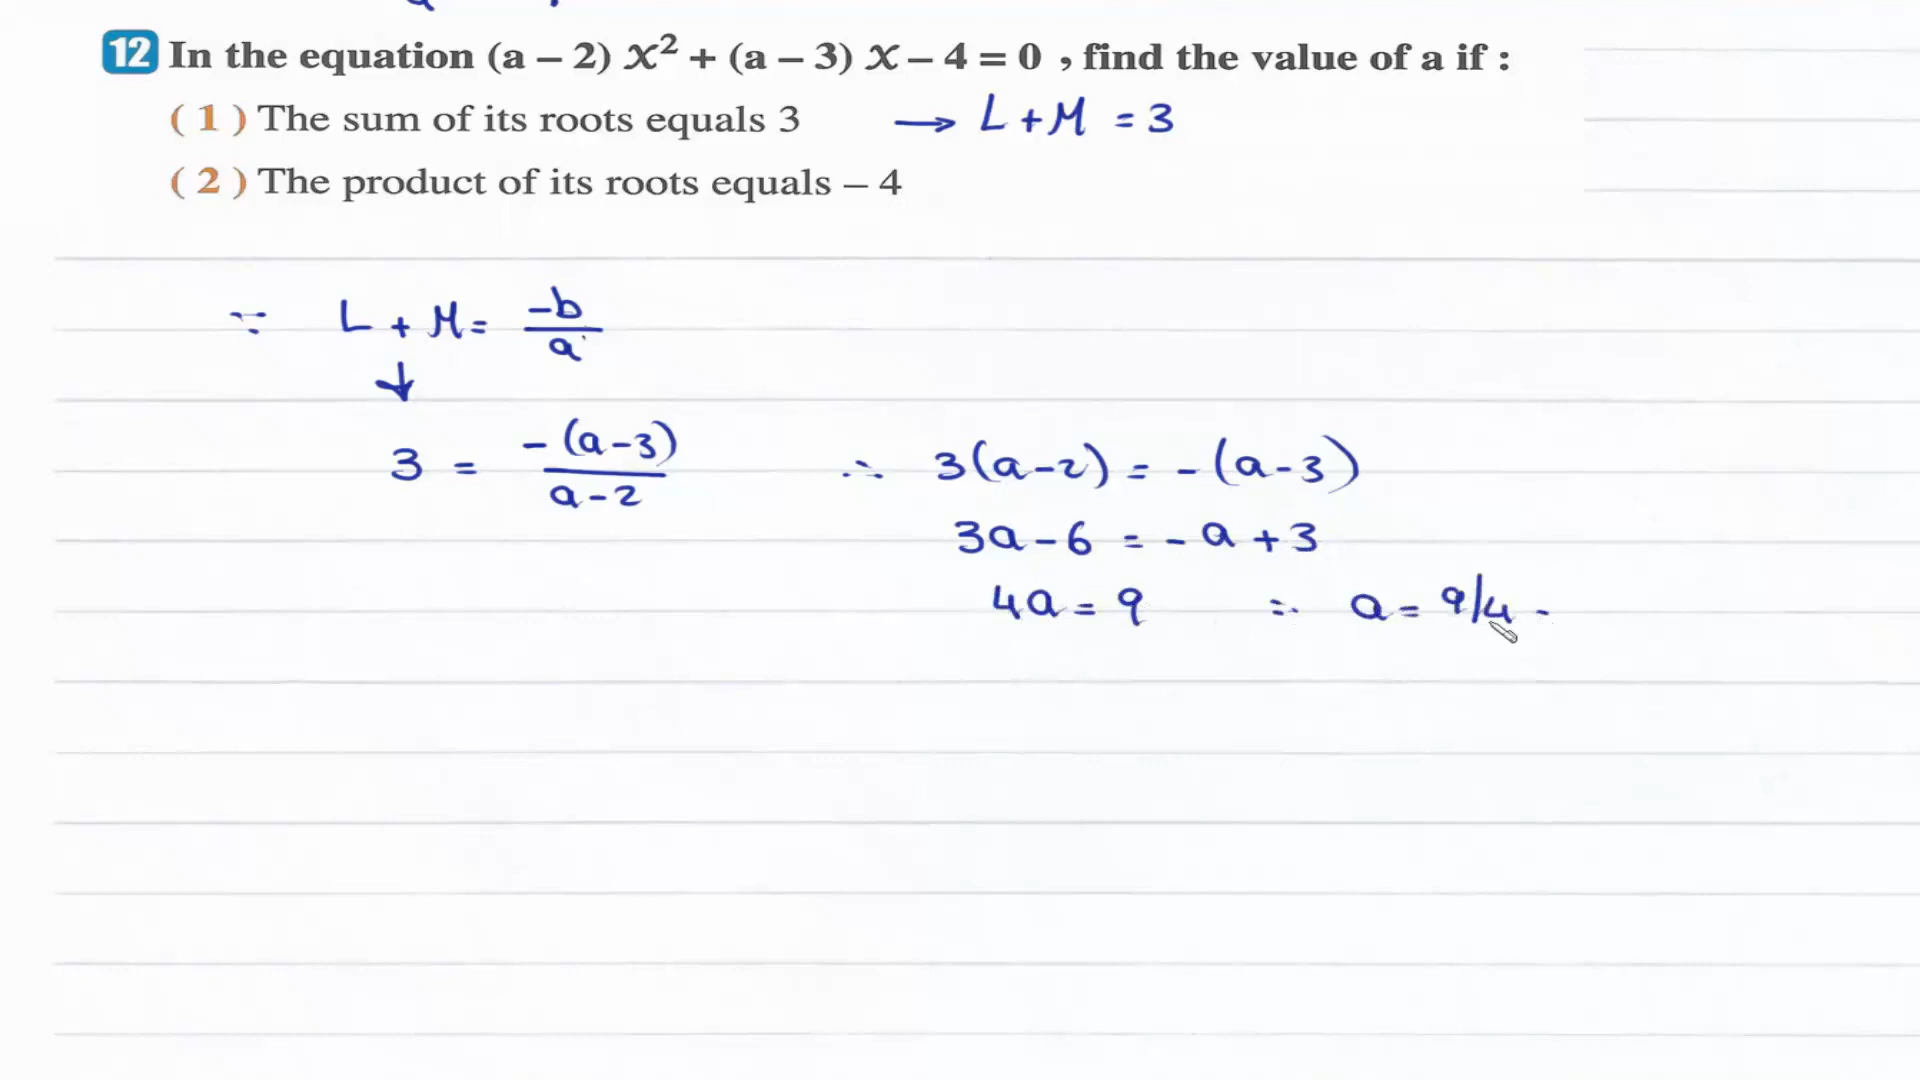 12 In the equation (a – 2) x² + (a – 3) x – 4 = 0 , find the value of a if :
( 1 ) The sum of its roots equals 3 → L + M = 3
( 2 ) The product of its roots equals – 4
∵ L + M = -b/a
↓
3 = -(a-3)/(a-2) ∴ 3(a-2) = -(a-3)
3a - 6 = -a + 3
4a = 9 ∴ a = 9/4